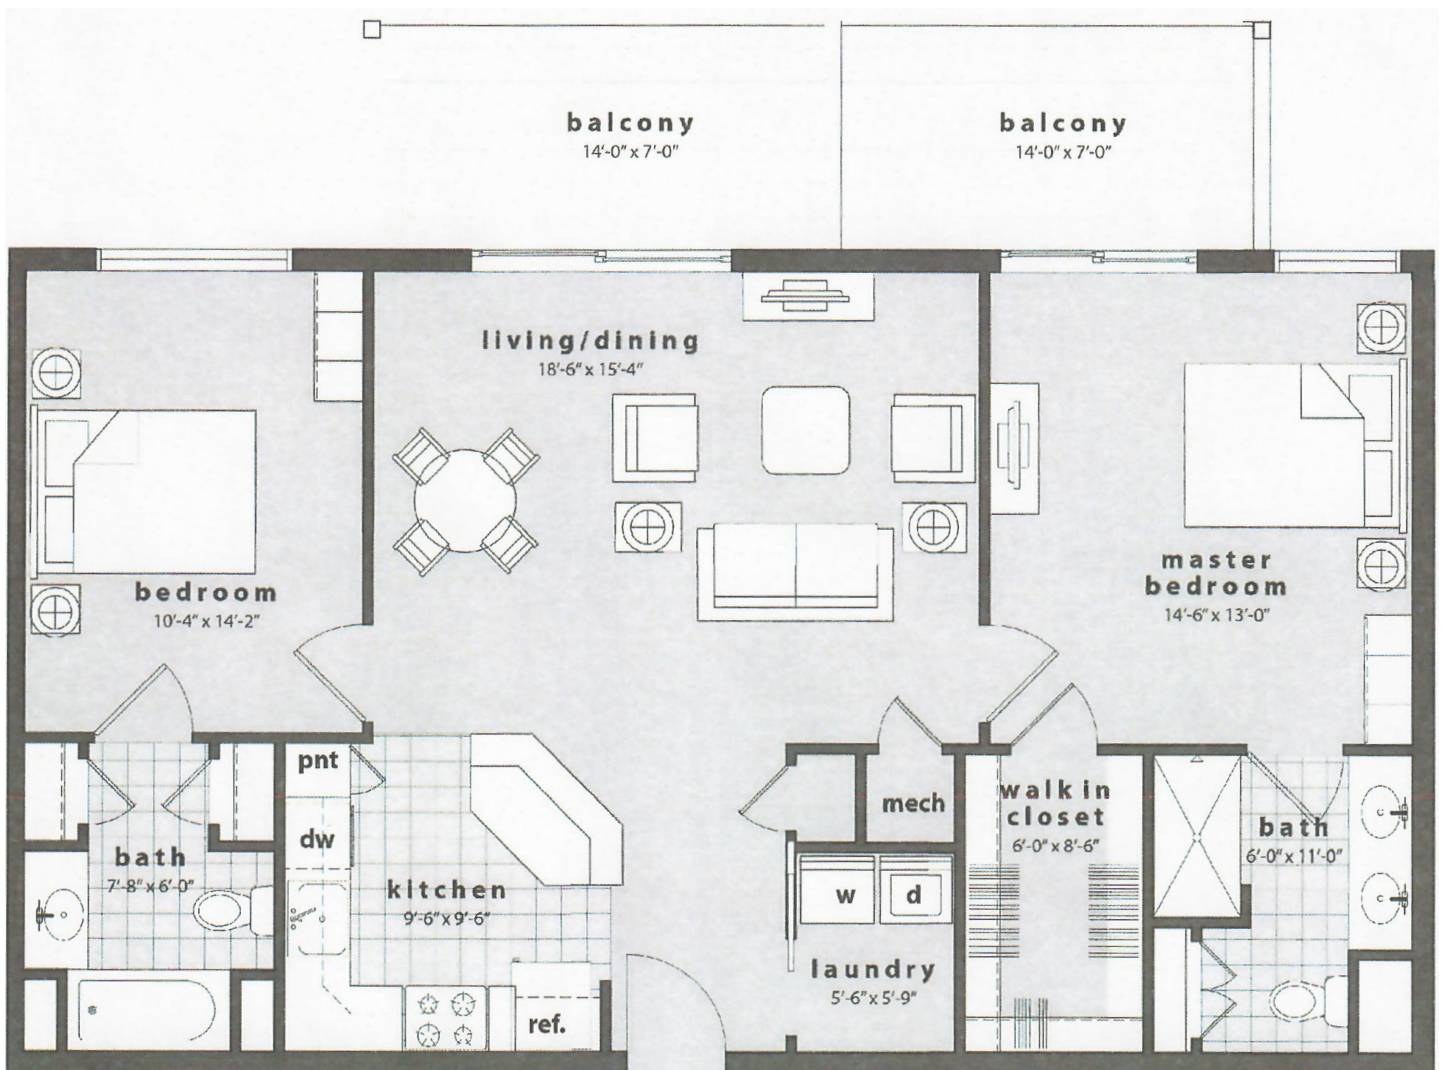 balcony
14'-0" x 7'-0"
balcony
14'-0" x 7'-0"
living/dining
18'-6" x 15'-4"
bedroom
10'-4" x 14'-2"
master
bedroom
14'-6" x 13'-0"
pnt
dw
bath
7'-8" x 6'-0"
kitchen
9'-6" x 9'-6"
ref.
mech
w
d
laundry
5'-6" x 5'-9"
walk in
closet
6'-0" x 8'-6"
bath
6'-0" x 11'-0"